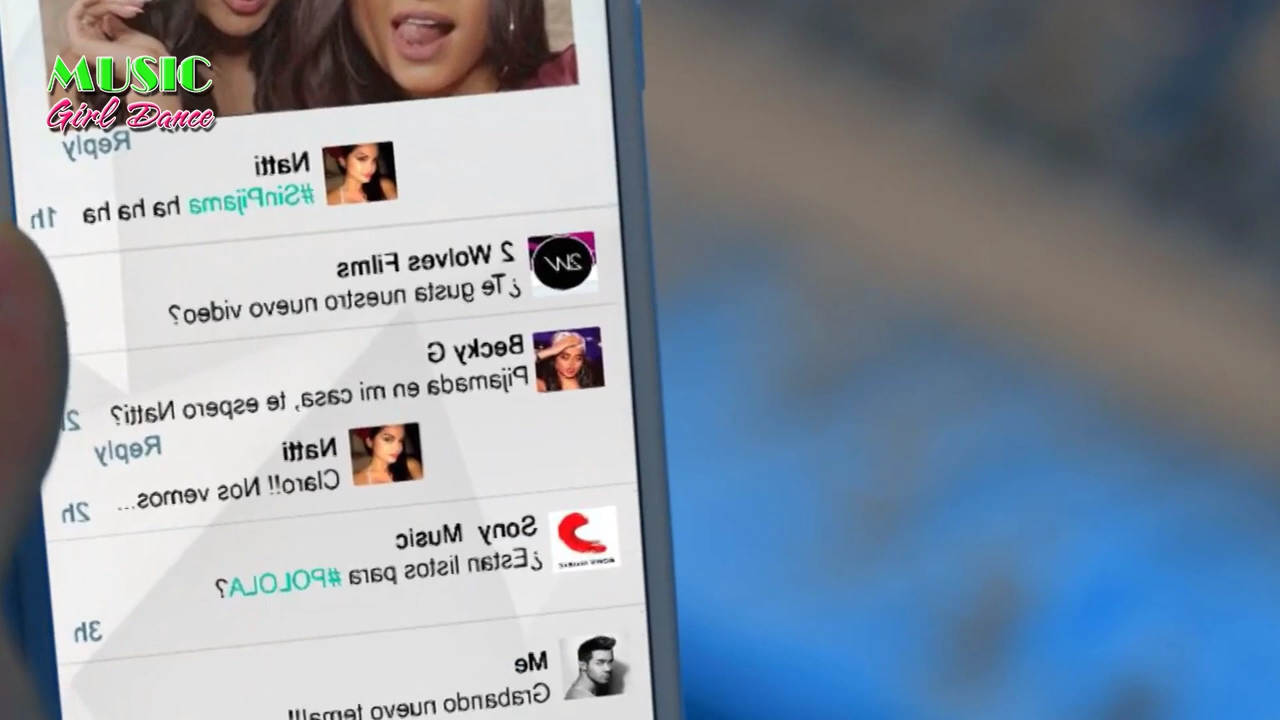 MUSIC
Girl Dance
Reply
Natti
#SinPijama ha ha ha ha
1h
2 Wolves Films
2W
¿Te gusta nuestro nuevo video?
Becky G
Pijamada en mi casa, te espero Natti?
Reply
Natti
Claro!! Nos vemos...
2h
Sony Music
¿Estan listos para #POLOLA?
3h
Me
Grabando nuevo tema!!